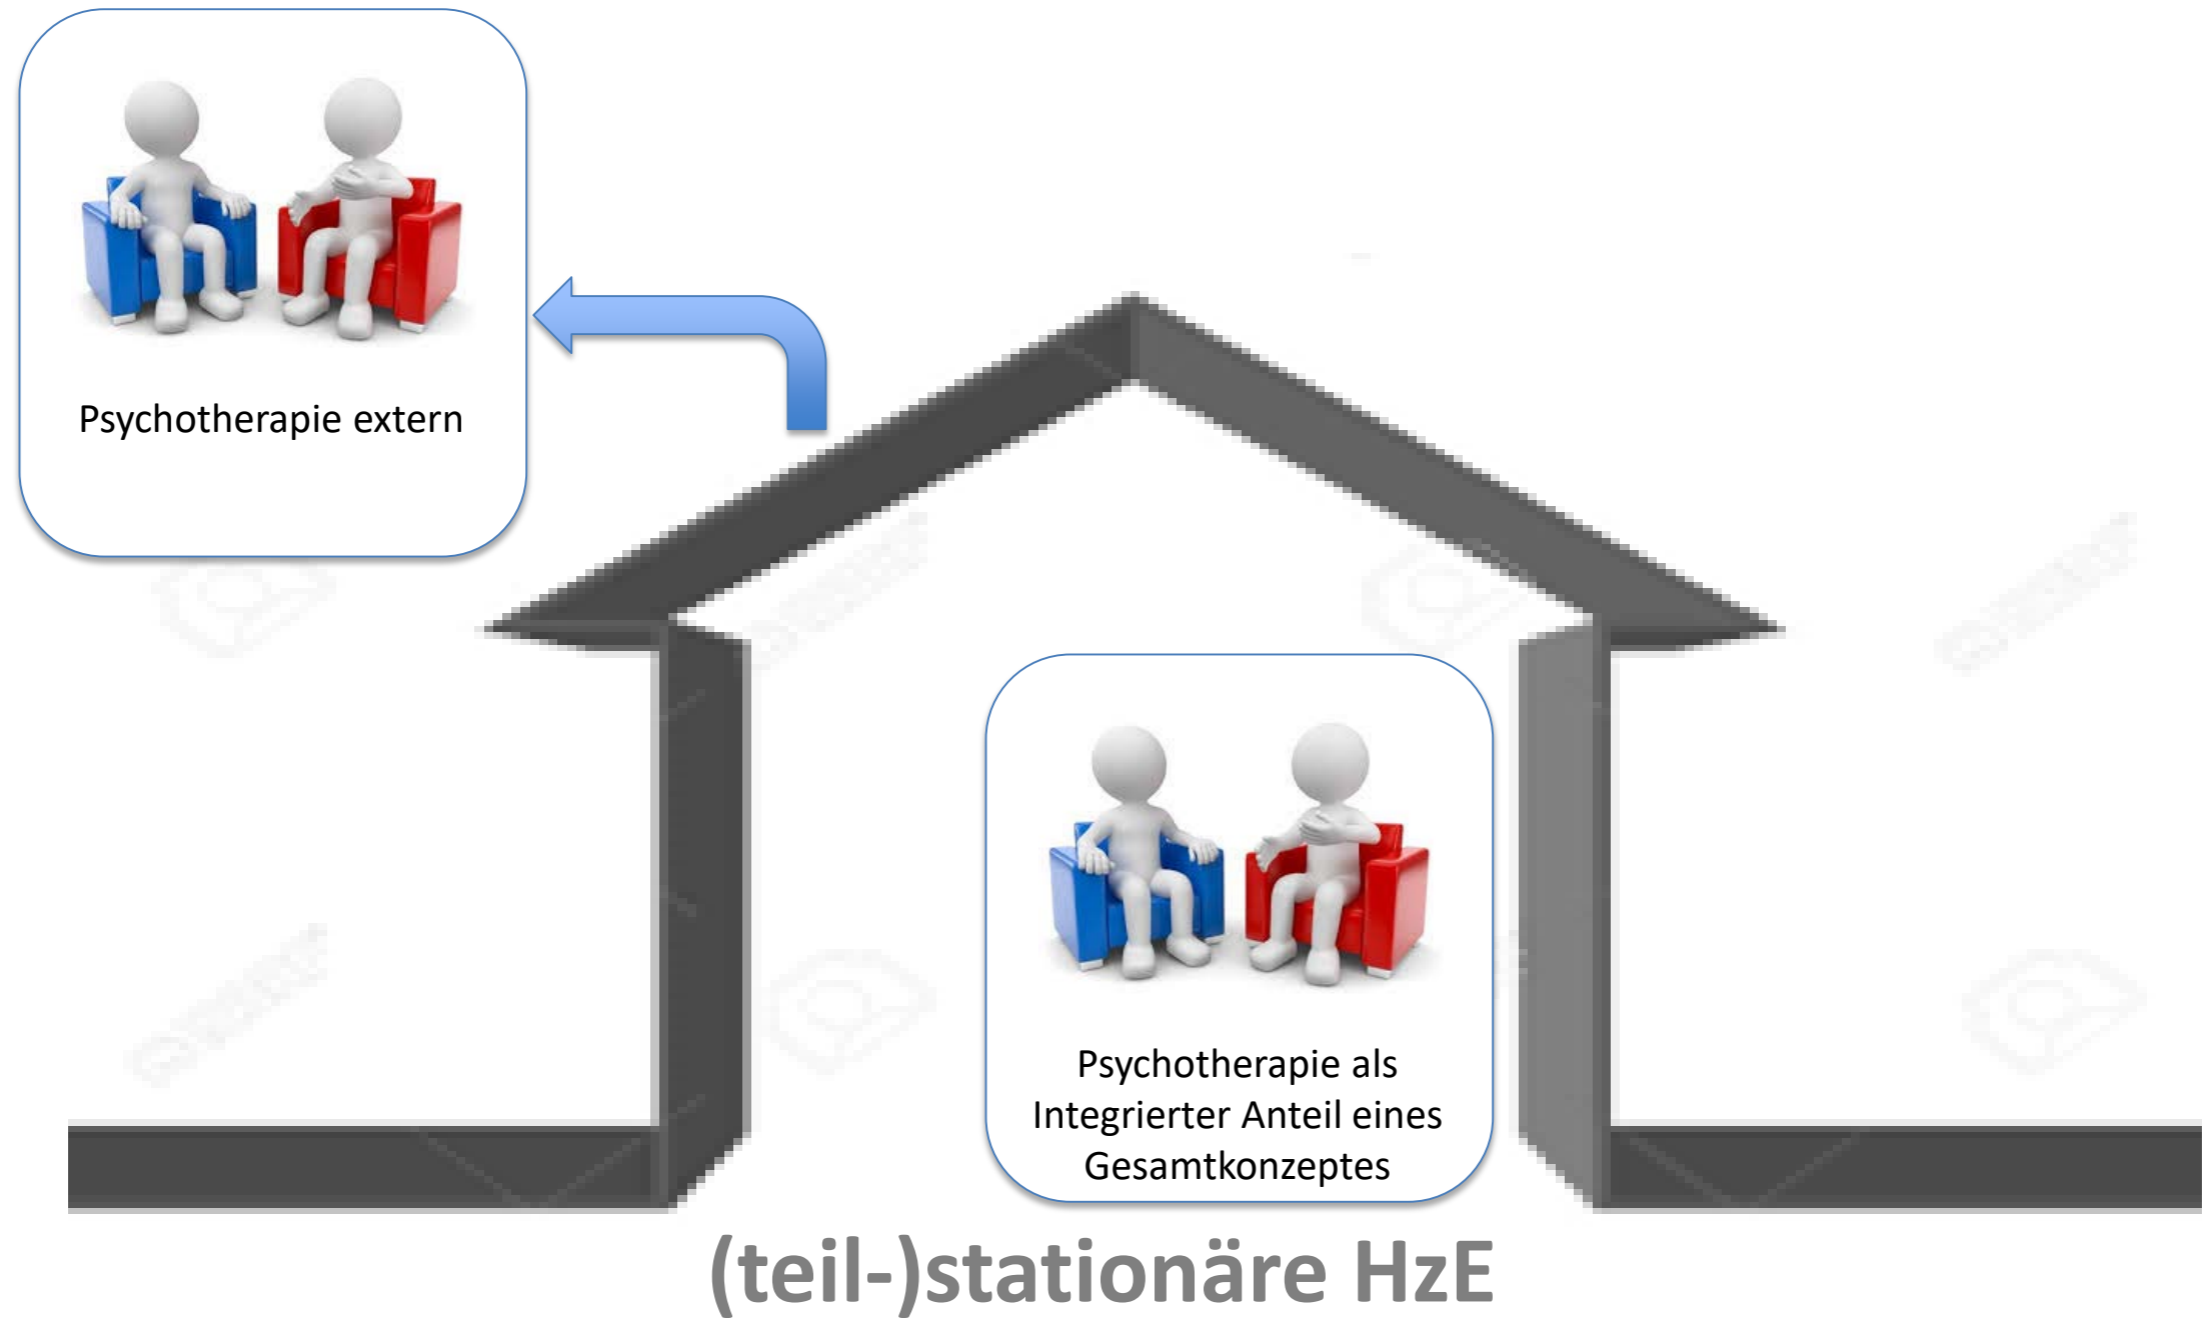 Psychotherapie extern
Psychotherapie als
Integrierter Anteil eines
Gesamtkonzeptes
(teil-)stationäre HzE